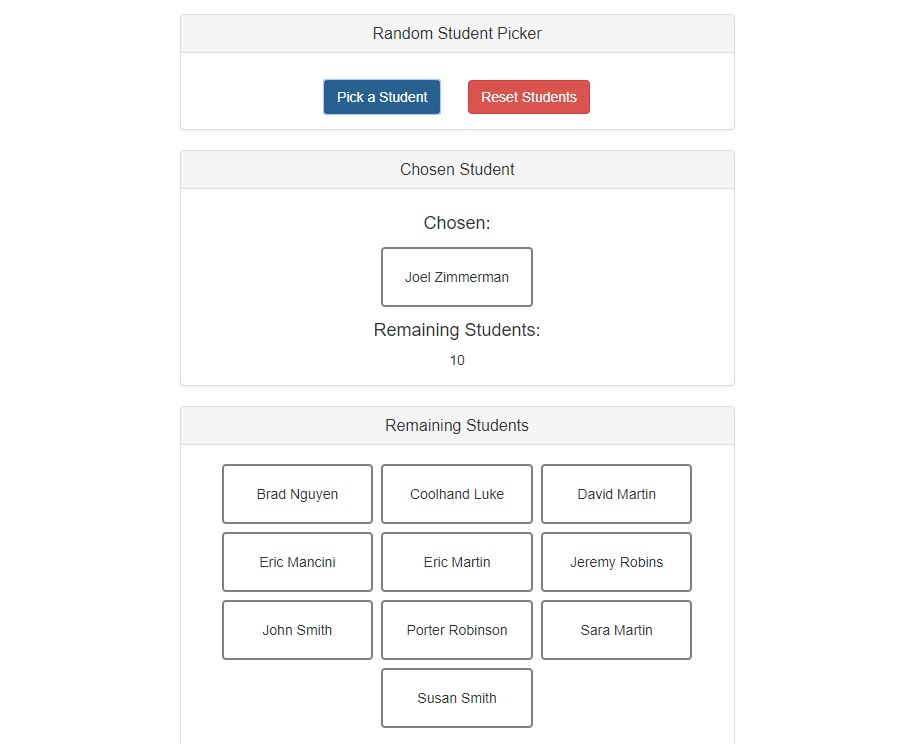 Random Student Picker
Pick a Student Reset Students
Chosen Student
Chosen:
Joel Zimmerman
Remaining Students:
10
Remaining Students
Brad Nguyen Coolhand Luke David Martin
Eric Mancini Eric Martin Jeremy Robins
John Smith Porter Robinson Sara Martin
Susan Smith